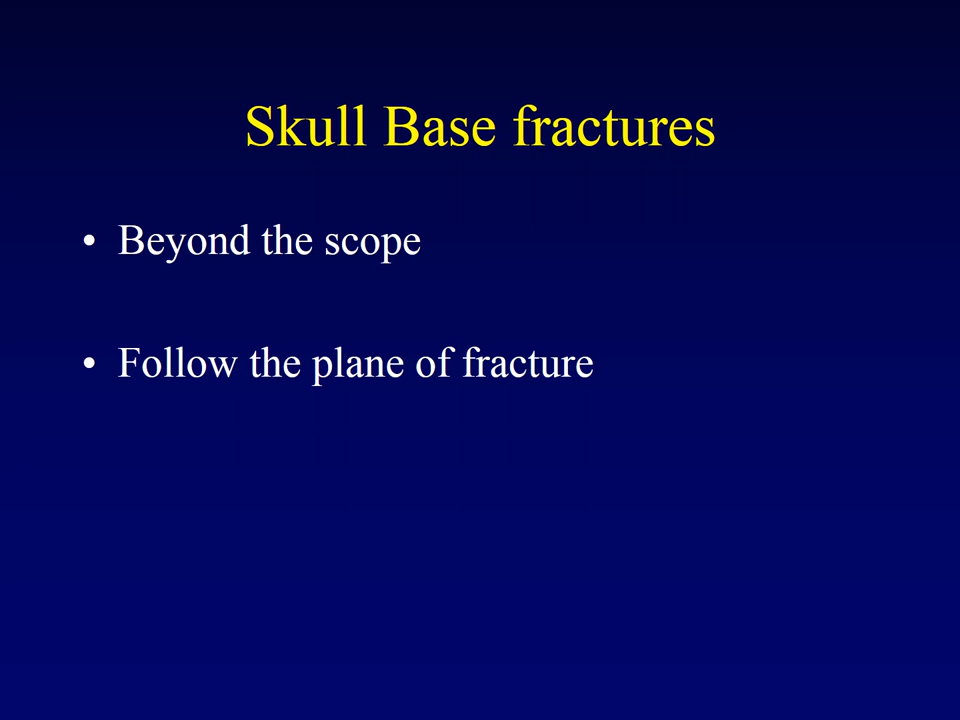 Skull Base fractures
• Beyond the scope
• Follow the plane of fracture